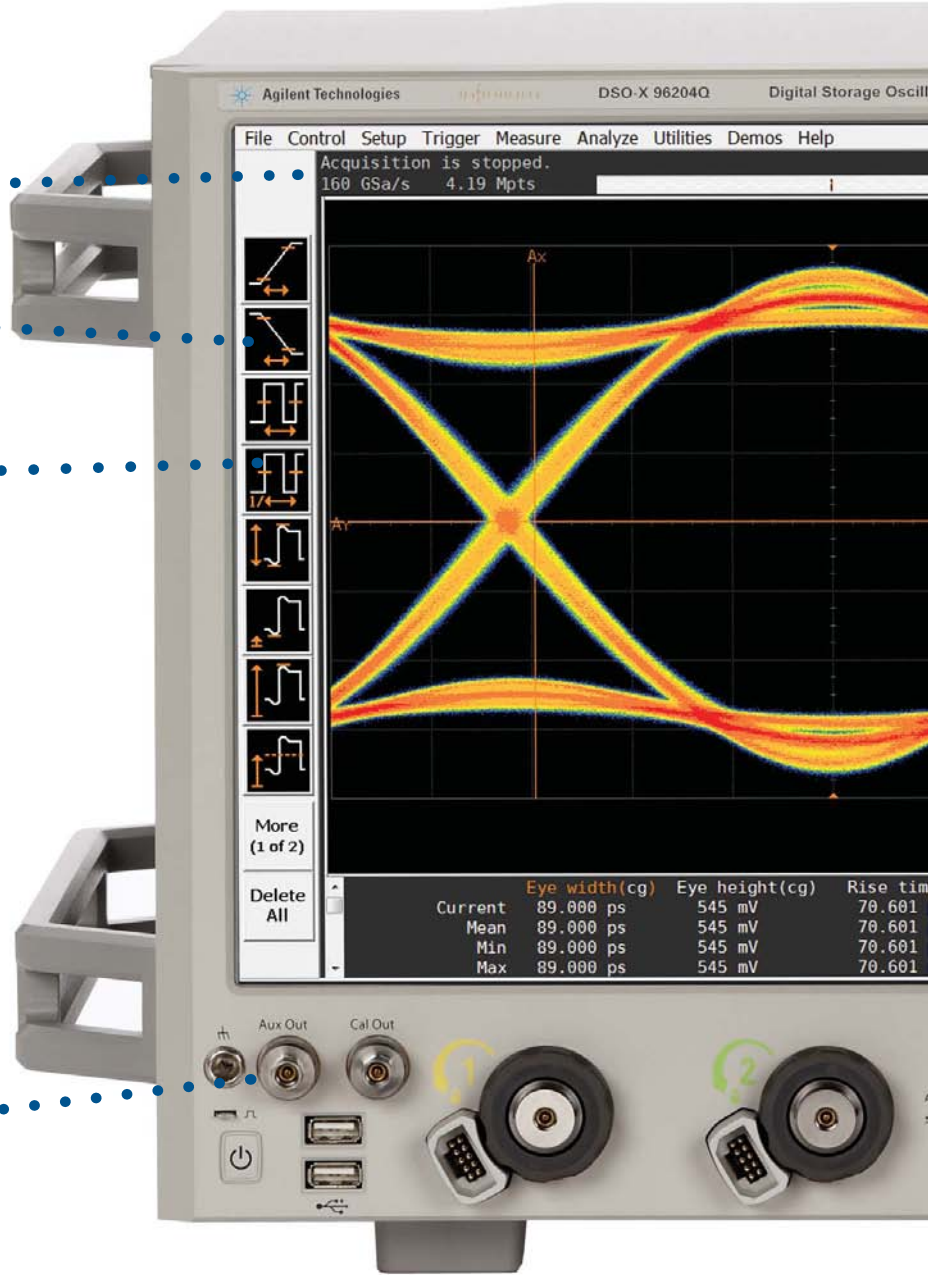 Agilent Technologies DSO-X 96204Q Digital Storage Oscill
File Control Setup Trigger Measure Analyze Utilities Demos Help
Acquisition is stopped.
160 GSa/s 4.19 Mpts
Ax
Ay
1/
More
(1 of 2)
Delete
All
Eye width(cg) Eye height(cg) Rise tim
Current 89.000 ps 545 mV 70.601
Mean 89.000 ps 545 mV 70.601
Min 89.000 ps 545 mV 70.601
Max 89.000 ps 545 mV 70.601
Aux Out Cal Out
1 2